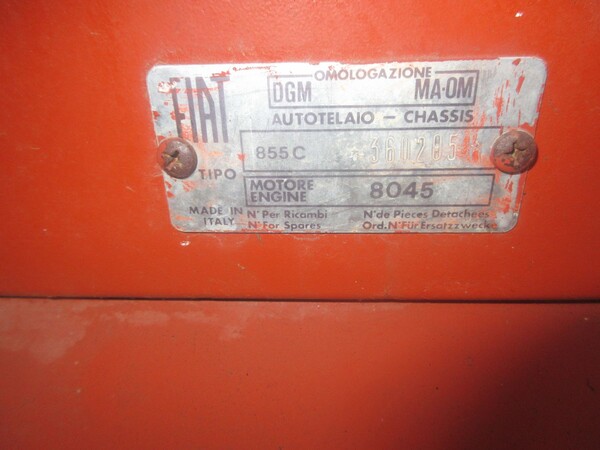 FIAT
OMOLOGAZIONE
DGM MA-OM
AUTOTELAIO - CHASSIS
855C 360285
TIPO
MOTORE
ENGINE 8045
MADE IN ITALY
N° Per Ricambi N° de Pieces Detachees
N° For Spares Ord. N° Für Ersatzzwecke